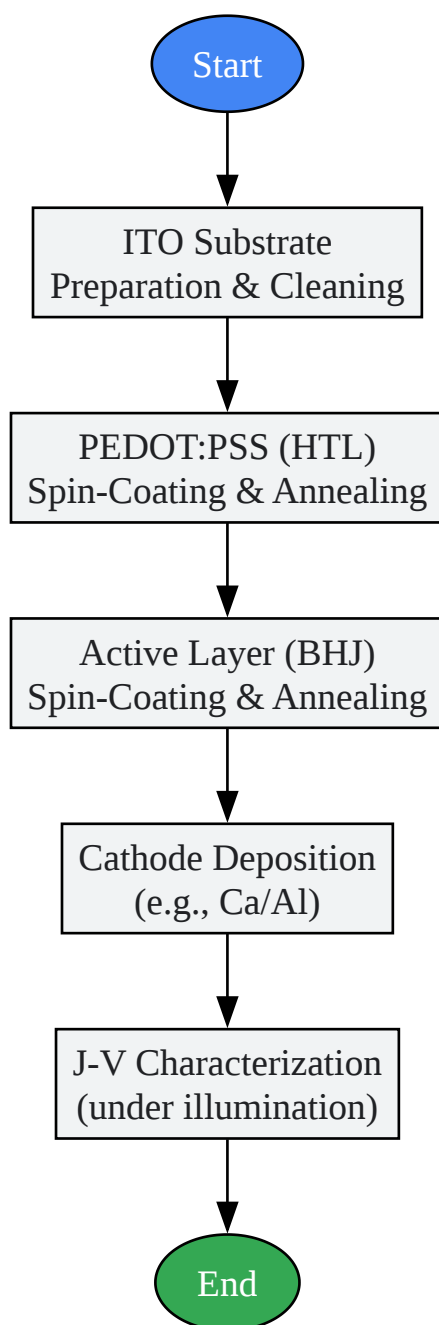 Start
ITO Substrate
Preparation & Cleaning
PEDOT:PSS (HTL)
Spin-Coating & Annealing
Active Layer (BHJ)
Spin-Coating & Annealing
Cathode Deposition
(e.g., Ca/Al)
J-V Characterization
(under illumination)
End